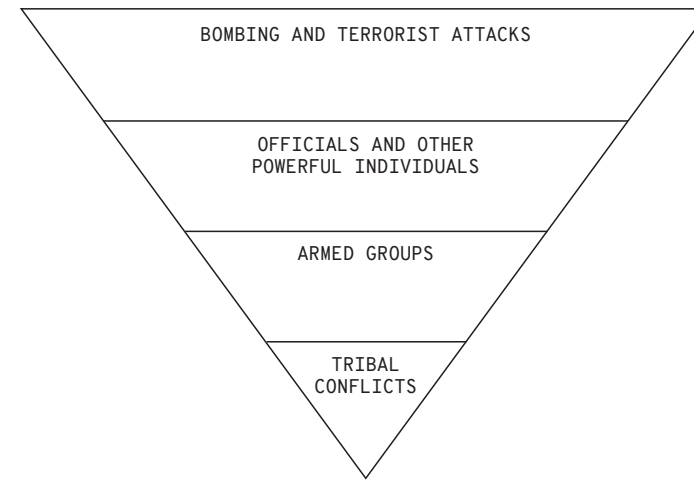 BOMBING AND TERRORIST ATTACKS
OFFICIALS AND OTHER
POWERFUL INDIVIDUALS
ARMED GROUPS
TRIBAL
CONFLICTS